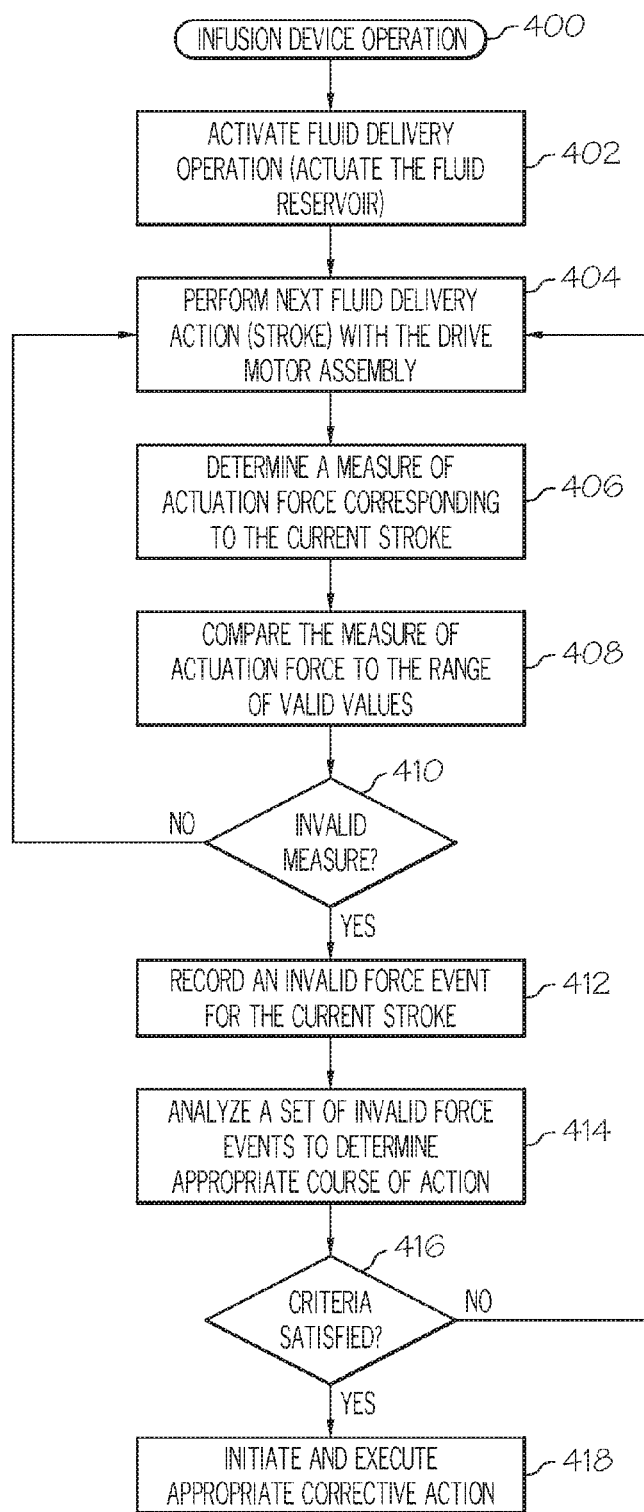 INFUSION DEVICE OPERATION
400
ACTIVATE FLUID DELIVERY
OPERATION (ACTUATE THE FLUID
RESERVOIR)
402
PERFORM NEXT FLUID DELIVERY
ACTION (STROKE) WITH THE DRIVE
MOTOR ASSEMBLY
404
DETERMINE A MEASURE OF
ACTUATION FORCE CORRESPONDING
TO THE CURRENT STROKE
406
COMPARE THE MEASURE OF
ACTUATION FORCE TO THE RANGE
OF VALID VALUES
408
410
NO
INVALID
MEASURE?
YES
RECORD AN INVALID FORCE EVENT
FOR THE CURRENT STROKE
412
ANALYZE A SET OF INVALID FORCE
EVENTS TO DETERMINE
APPROPRIATE COURSE OF ACTION
414
416
CRITERIA
SATISFIED?
NO
YES
INITIATE AND EXECUTE
APPROPRIATE CORRECTIVE ACTION
418